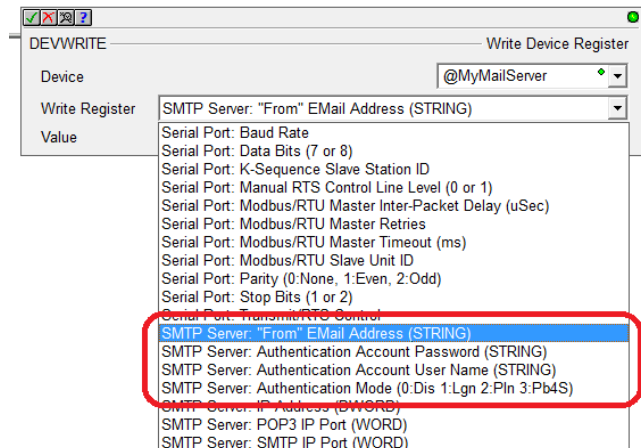 DEVWRITE
Write Device Register
Device
@MyMailServer
Write Register
SMTP Server: "From" EMail Address (STRING)
Value
Serial Port: Baud Rate
Serial Port: Data Bits (7 or 8)
Serial Port: K-Sequence Slave Station ID
Serial Port: Manual RTS Control Line Level (0 or 1)
Serial Port: Modbus/RTU Master Inter-Packet Delay (uSec)
Serial Port: Modbus/RTU Master Retries
Serial Port: Modbus/RTU Master Timeout (ms)
Serial Port: Modbus/RTU Slave Unit ID
Serial Port: Parity (0:None, 1:Even, 2:Odd)
Serial Port: Stop Bits (1 or 2)
Serial Port: Transmit/RTS Control
SMTP Server: "From" EMail Address (STRING)
SMTP Server: Authentication Account Password (STRING)
SMTP Server: Authentication Account User Name (STRING)
SMTP Server: Authentication Mode (0:Dis 1:Lgn 2:Pln 3:Pb4S)
SMTP Server: IP Address (DWORD)
SMTP Server: POP3 IP Port (WORD)
SMTP Server: SMTP IP Port (WORD)